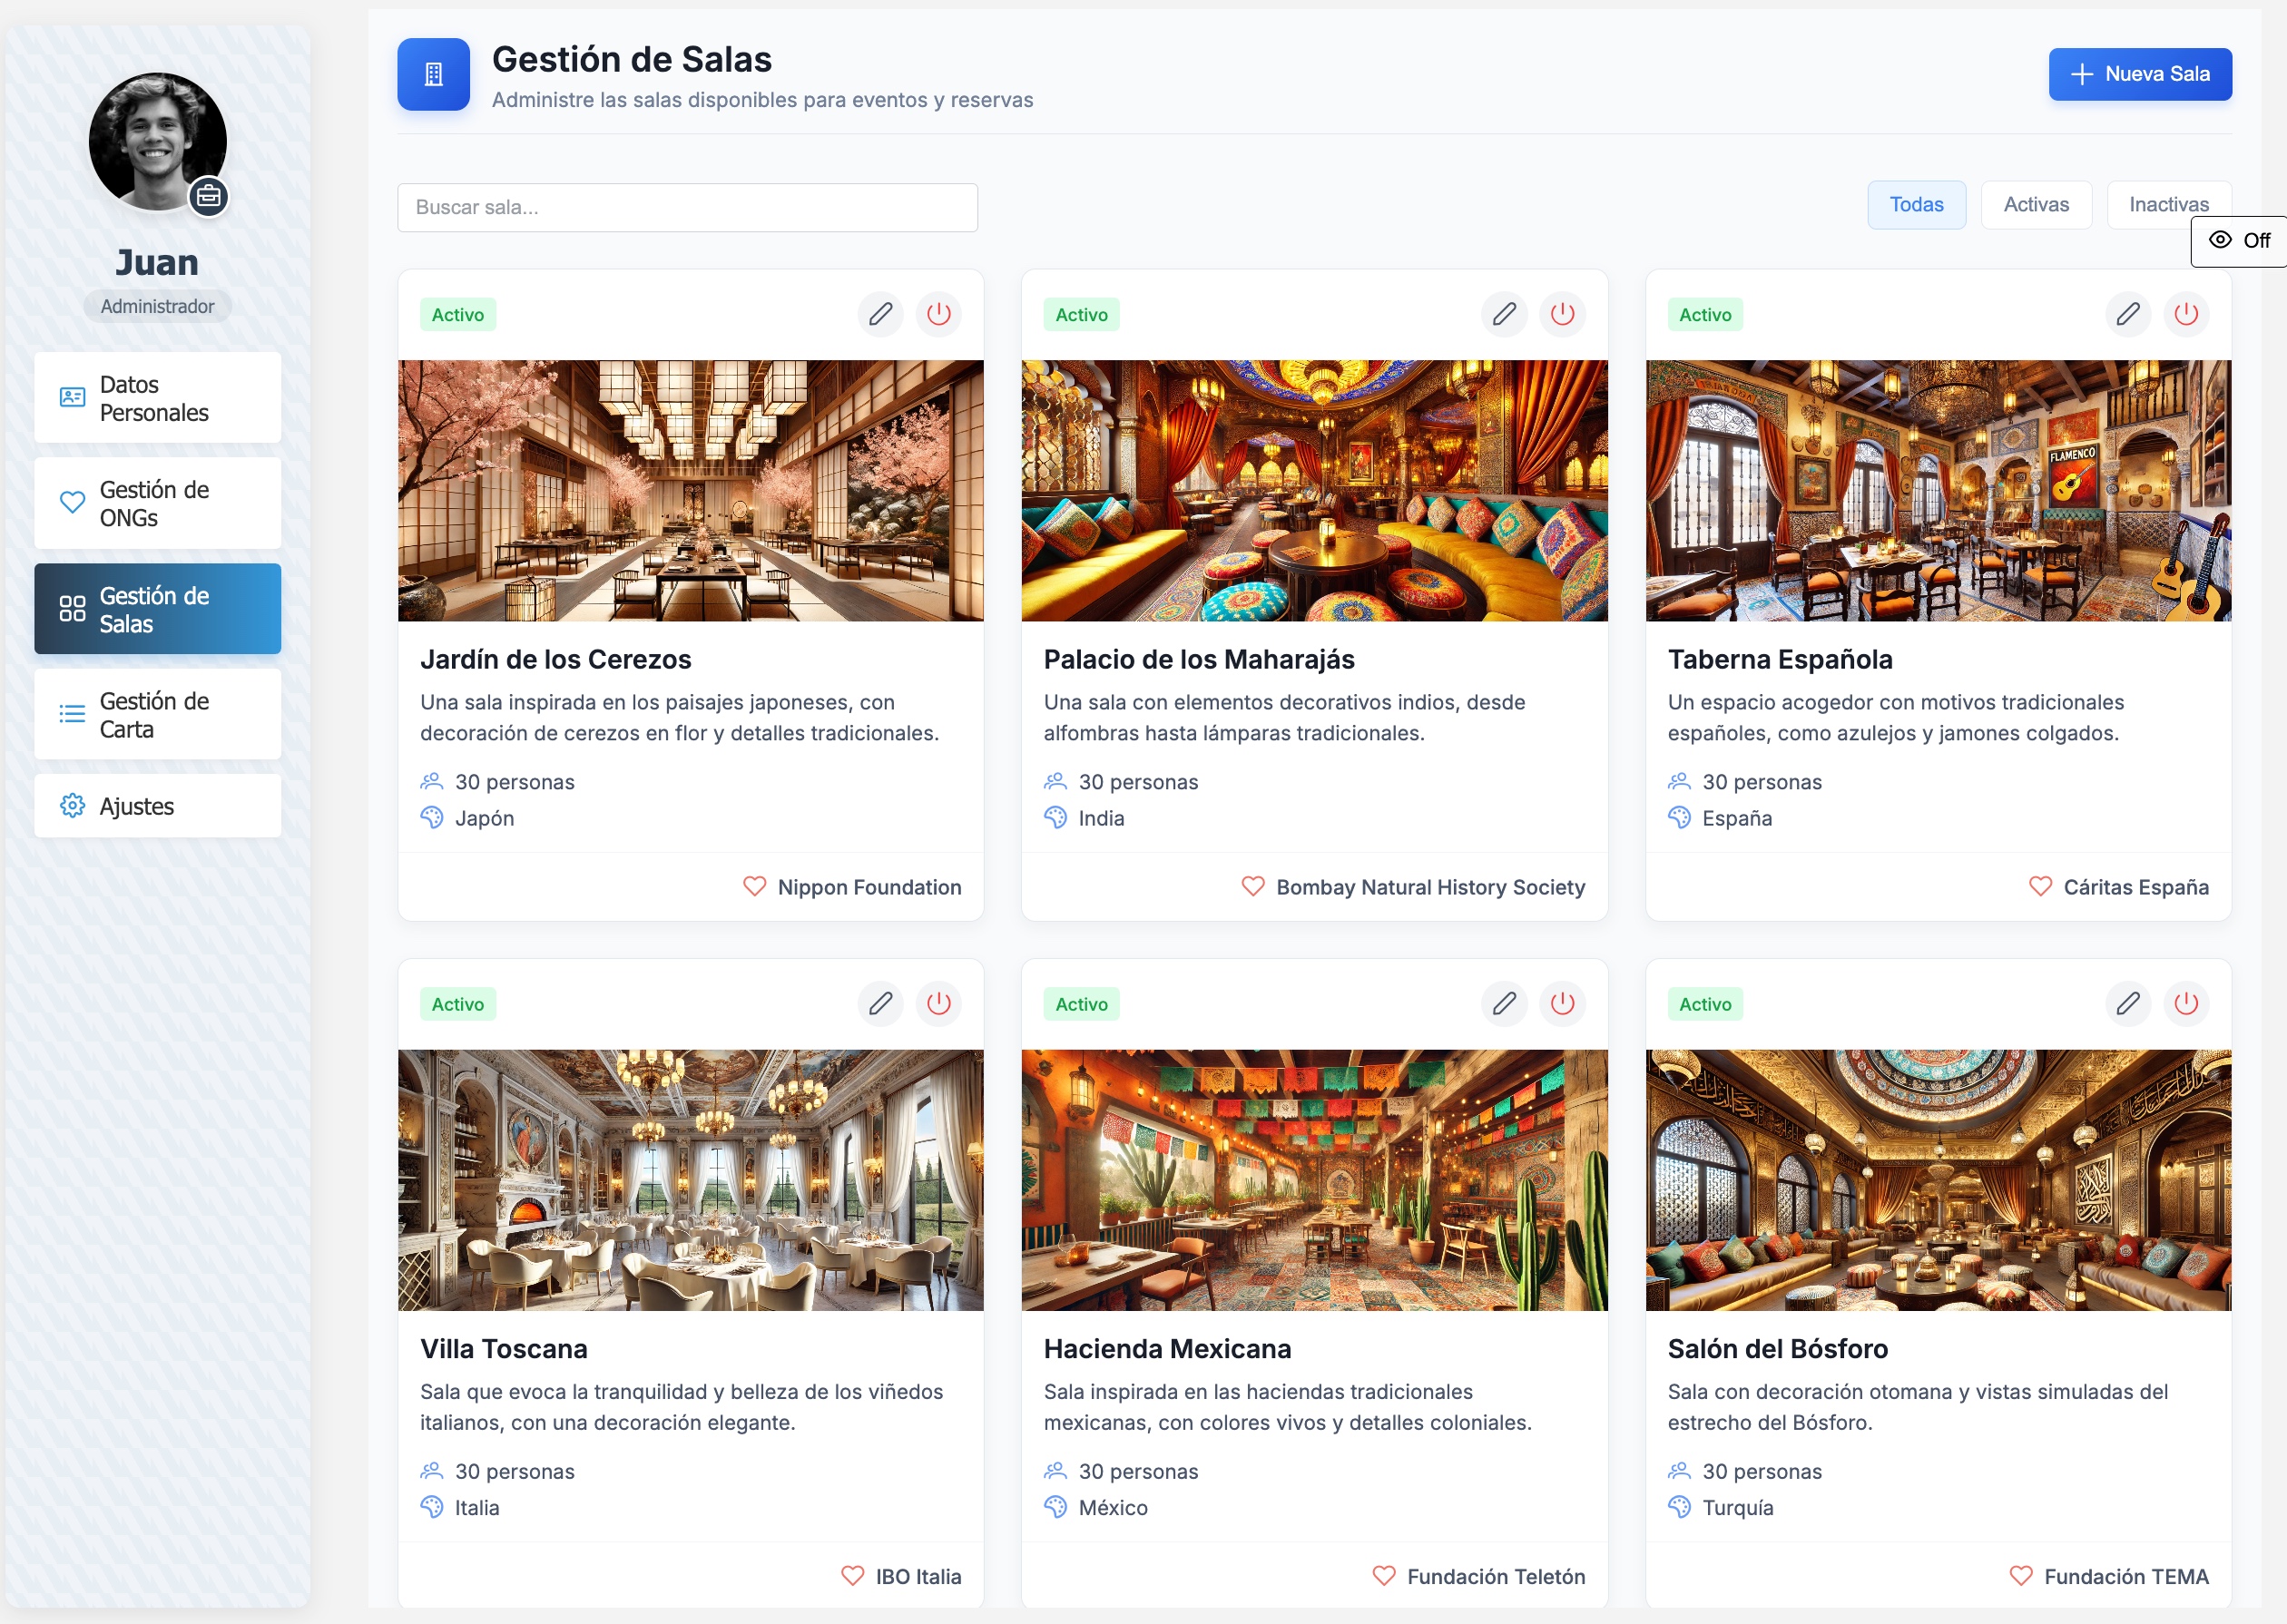 Juan
Administrador
Datos
Personales
Gestión de
ONGs
Gestión de
Salas
Gestión de
Carta
Ajustes
Gestión de Salas
Administre las salas disponibles para eventos y reservas
Nueva Sala
Buscar sala...
Todas
Activas
Inactivas
Off
Activo
FLAMENCO
Jardín de los Cerezos
Una sala inspirada en los paisajes japoneses, con
decoración de cerezos en flor y detalles tradicionales.
30 personas
Japón
Nippon Foundation
Activo
Palacio de los Maharajás
Una sala con elementos decorativos indios, desde
alfombras hasta lámparas tradicionales.
30 personas
India
Bombay Natural History Society
Activo
Taberna Española
Un espacio acogedor con motivos tradicionales
españoles, como azulejos y jamones colgados.
30 personas
España
Cáritas España
Activo
Villa Toscana
Sala que evoca la tranquilidad y belleza de los viñedos
italianos, con una decoración elegante.
30 personas
Italia
IBO Italia
Activo
Hacienda Mexicana
Sala inspirada en las haciendas tradicionales
mexicanas, con colores vivos y detalles coloniales.
30 personas
México
Fundación Teletón
Activo
Salón del Bósforo
Sala con decoración otomana y vistas simuladas del
estrecho del Bósforo.
30 personas
Turquía
Fundación TEMA